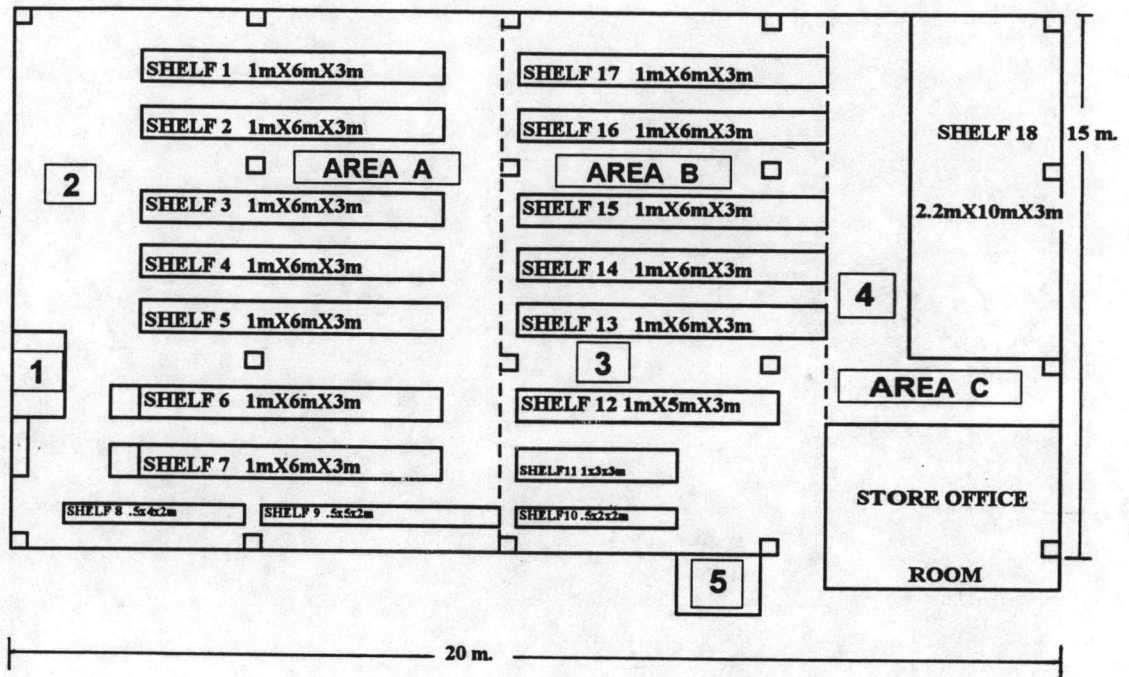 SHELF 1 1mX6mX3m
SHELF 2 1mX6mX3m
AREA A
2
SHELF 3 1mX6mX3m
SHELF 4 1mX6mX3m
SHELF 5 1mX6mX3m
1
SHELF 6 1mX6mX3m
SHELF 7 1mX6mX3m
SHELF 8 .5x4x2m
SHELF 9 .5x5x2m
SHELF 17 1mX6mX3m
SHELF 16 1mX6mX3m
AREA B
SHELF 15 1mX6mX3m
SHELF 14 1mX6mX3m
SHELF 13 1mX6mX3m
3
SHELF 12 1mX5mX3m
SHELF11 1x3x3m
SHELF10 .5x2x2m
5
SHELF 18
2.2mX10mX3m
4
AREA C
STORE OFFICE
ROOM
15 m.
20 m.